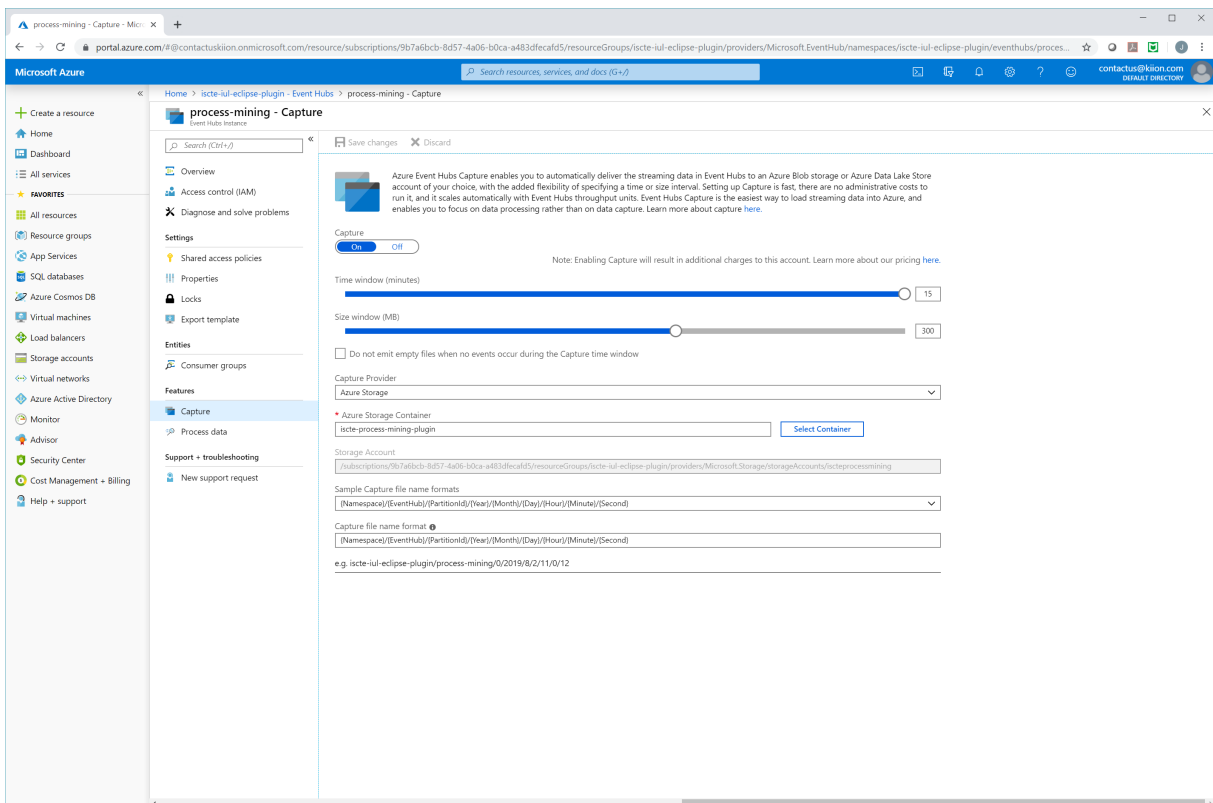 process-mining - Capture - Micr
portal.azure.com/#@contactuskiion.onmicrosoft.com/resource/subscriptions/9b7a6bcb-8d57-4a06-b0ca-a483dfecafd5/resourceGroups/iscte-iul-eclipse-plugin/providers/Microsoft.EventHub/namespaces/iscte-iul-eclipse-plugin/eventhubs/proces...
J
Microsoft Azure
Search resources, services, and docs (G+/)
contactus@kiion.com
DEFAULT DIRECTORY
Create a resource
Home
Dashboard
All services
FAVORITES
All resources
Resource groups
App Services
SQL databases
Azure Cosmos DB
Virtual machines
Load balancers
Storage accounts
Virtual networks
Azure Active Directory
Monitor
Advisor
Security Center
Cost Management + Billing
Help + support
Home > iscte-iul-eclipse-plugin - Event Hubs > process-mining - Capture
process-mining - Capture
Event Hubs Instance
Search (Ctrl+/)
Overview
Access control (IAM)
Diagnose and solve problems
Settings
Shared access policies
Properties
Locks
Export template
Entities
Consumer groups
Features
Capture
Process data
Support + troubleshooting
New support request
Save changes Discard
Azure Event Hubs Capture enables you to automatically deliver the streaming data in Event Hubs to an Azure Blob storage or Azure Data Lake Store
account of your choice, with the added flexibility of specifying a time or size interval. Setting up Capture is fast, there are no administrative costs to
run it, and it scales automatically with Event Hubs throughput units. Event Hubs Capture is the easiest way to load streaming data into Azure, and
enables you to focus on data processing rather than on data capture. Learn more about capture here.
Capture
On Off
Note: Enabling Capture will result in additional charges to this account. Learn more about our pricing here.
Time window (minutes)
15
Size window (MB)
300
Do not emit empty files when no events occur during the Capture time window
Capture Provider
Azure Storage
* Azure Storage Container
iscte-process-mining-plugin
Select Container
Storage Account
/subscriptions/9b7a6bcb-8d57-4a06-b0ca-a483dfecafd5/resourceGroups/iscte-iul-eclipse-plugin/providers/Microsoft.Storage/storageAccounts/iscteprocessmining
Sample Capture file name formats
{Namespace}/{EventHub}/{PartitionId}/{Year}/{Month}/{Day}/{Hour}/{Minute}/{Second}
Capture file name format
{Namespace}/{EventHub}/{PartitionId}/{Year}/{Month}/{Day}/{Hour}/{Minute}/{Second}
e.g. iscte-iul-eclipse-plugin/process-mining/0/2019/8/2/11/0/12